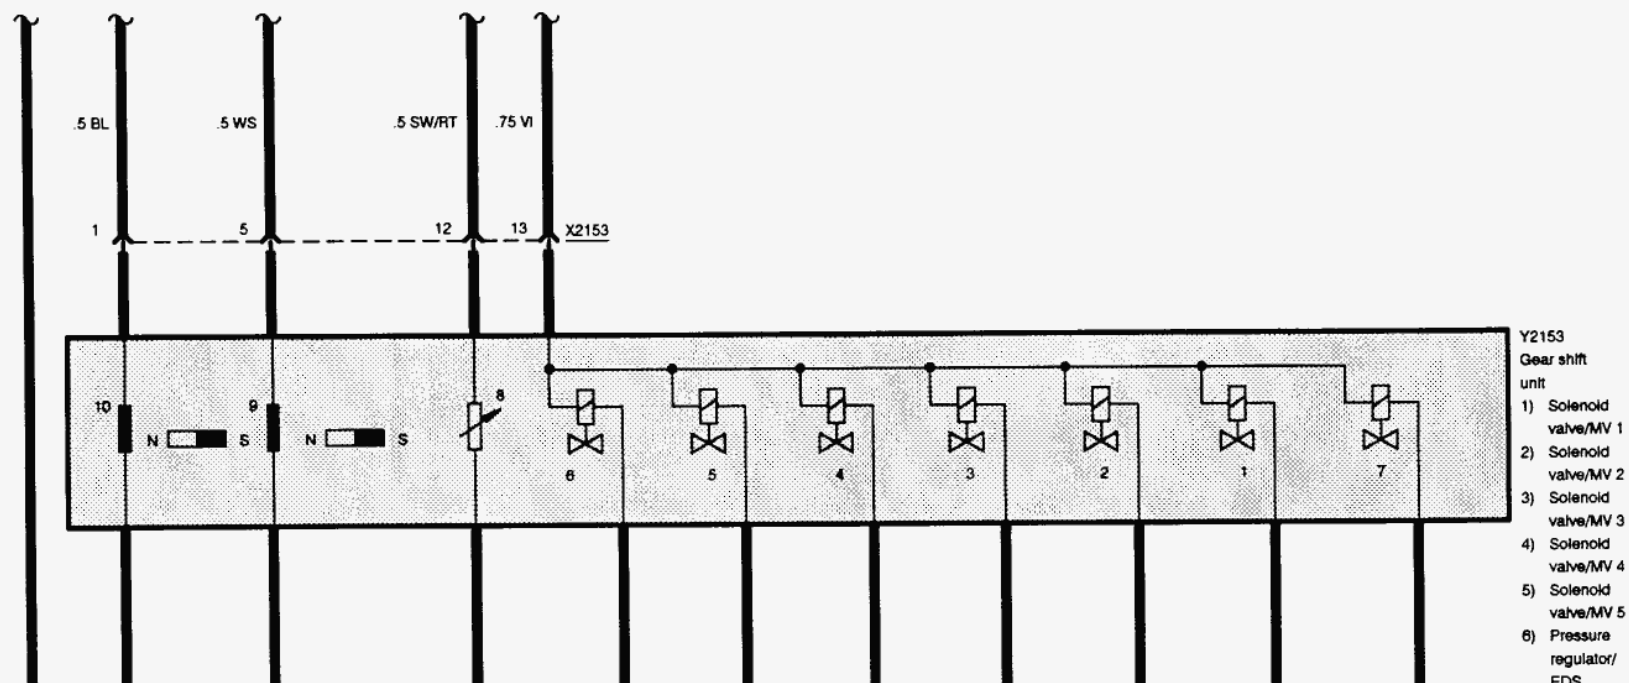 .5 BL
.5 WS
.5 SW/RT
.75 VI
1
5
12
13
X2153
10
9
8
N
S
N
S
6
5
4
3
2
1
7
Y2153
Gear shift
unit
1) Solenoid
valve/MV 1
2) Solenoid
valve/MV 2
3) Solenoid
valve/MV 3
4) Solenoid
valve/MV 4
5) Solenoid
valve/MV 5
6) Pressure
regulator/
EDS